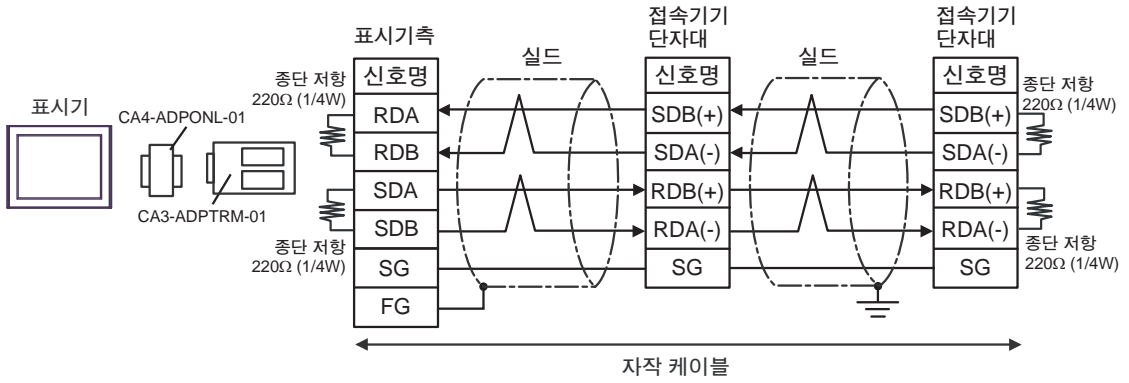 표시기
CA4-ADPONL-01
CA3-ADPTRM-01
종단 저항
220Ω (1/4W)
종단 저항
220Ω (1/4W)
표시기측
신호명
RDA
RDB
SDA
SDB
SG
FG
실드
접속기기
단자대
신호명
SDB(+)
SDA(-)
RDB(+)
RDA(-)
SG
실드
접속기기
단자대
신호명
SDB(+)
SDA(-)
RDB(+)
RDA(-)
SG
종단 저항
220Ω (1/4W)
종단 저항
220Ω (1/4W)
자작 케이블